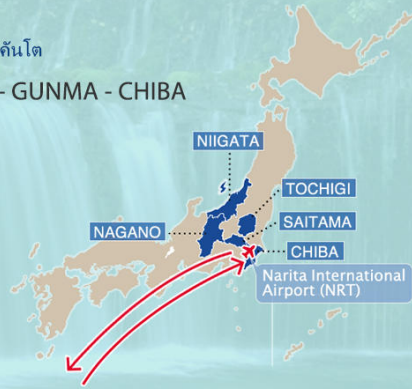 คันโต
- GUNMA - CHIBA
NIIGATA
TOCHIGI
SAITAMA
NAGANO
CHIBA
Narita International
Airport (NRT)